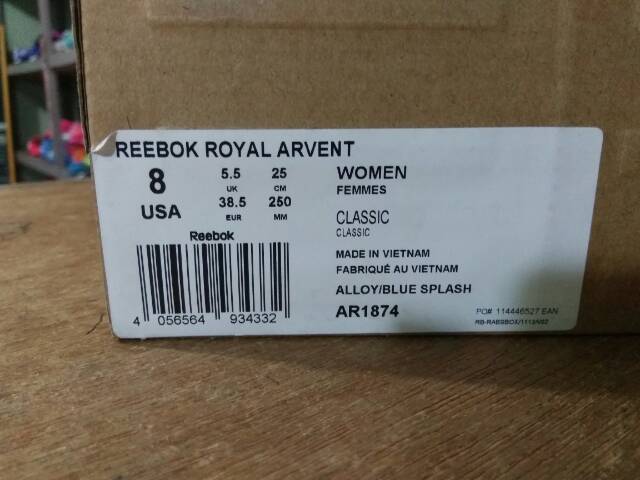 REEBOK ROYAL ARVENT
8 5.5 25 WOMEN
UK CM FEMMES
USA 38.5 250 CLASSIC
EUR MM CLASSIC
Reebok
MADE IN VIETNAM
FABRIQUÉ AU VIETNAM
ALLOY/BLUE SPLASH
AR1874
4 056564 934332
PO# 114446527 EAN